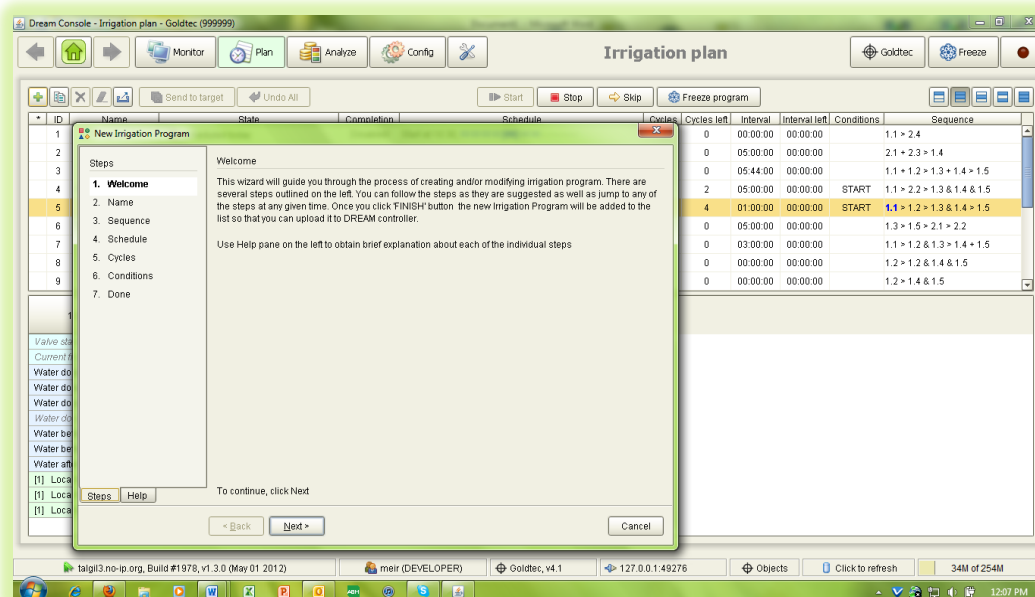 Dream Console - Irrigation plan - Goldtec (999999)
Monitor Plan Analyze Config Irrigation plan Goldtec Freeze
Send to target Undo All Start Stop Skip Freeze program
* ID Name State Completion Schedule Cycles Cycles left Interval Interval left Conditions Sequence
1 0 00:00:00 00:00:00 1.1 > 2.4
2 0 05:00:00 00:00:00 2.1 + 2.3 > 1.4
3 0 05:44:00 00:00:00 1.1 + 1.2 > 1.3 + 1.4 > 1.5
4 2 05:00:00 00:00:00 START 1.1 > 2.2 > 1.3 & 1.4 & 1.5
5 4 01:00:00 00:00:00 START 1.1 > 1.2 > 1.3 & 1.4 > 1.5
6 0 05:00:00 00:00:00 1.3 > 1.5 > 2.1 > 2.2
7 0 03:00:00 00:00:00 1.1 > 1.2 & 1.3 > 1.4 + 1.5
8 0 00:00:00 00:00:00 1.2 > 1.2 & 1.4 & 1.5
9 0 00:00:00 00:00:00 1.2 > 1.4 & 1.5
New Irrigation Program
Steps
1. Welcome
2. Name
3. Sequence
4. Schedule
5. Cycles
6. Conditions
7. Done
Steps Help
Welcome
This wizard will guide you through the process of creating and/or modifying irrigation program. There are
several steps outlined on the left. You can follow the steps as they are suggested as well as jump to any of
the steps at any given time. Once you click 'FINISH' button the new Irrigation Program will be added to the
list so that you can upload it to DREAM controller.
Use Help pane on the left to obtain brief explanation about each of the individual steps
To continue, click Next
< Back Next > Cancel
1
Valve sta
Current f
Water do
Water do
Water do
Water do
Water be
Water be
Water aft
[1] Loca
[1] Loca
[1] Loca
talgil3.no-ip.org, Build #1978, v1.3.0 (May 01 2012) meir (DEVELOPER) Goldtec, v4.1 127.0.0.1:49276 Objects Click to refresh 34M of 254M
12:07 PM